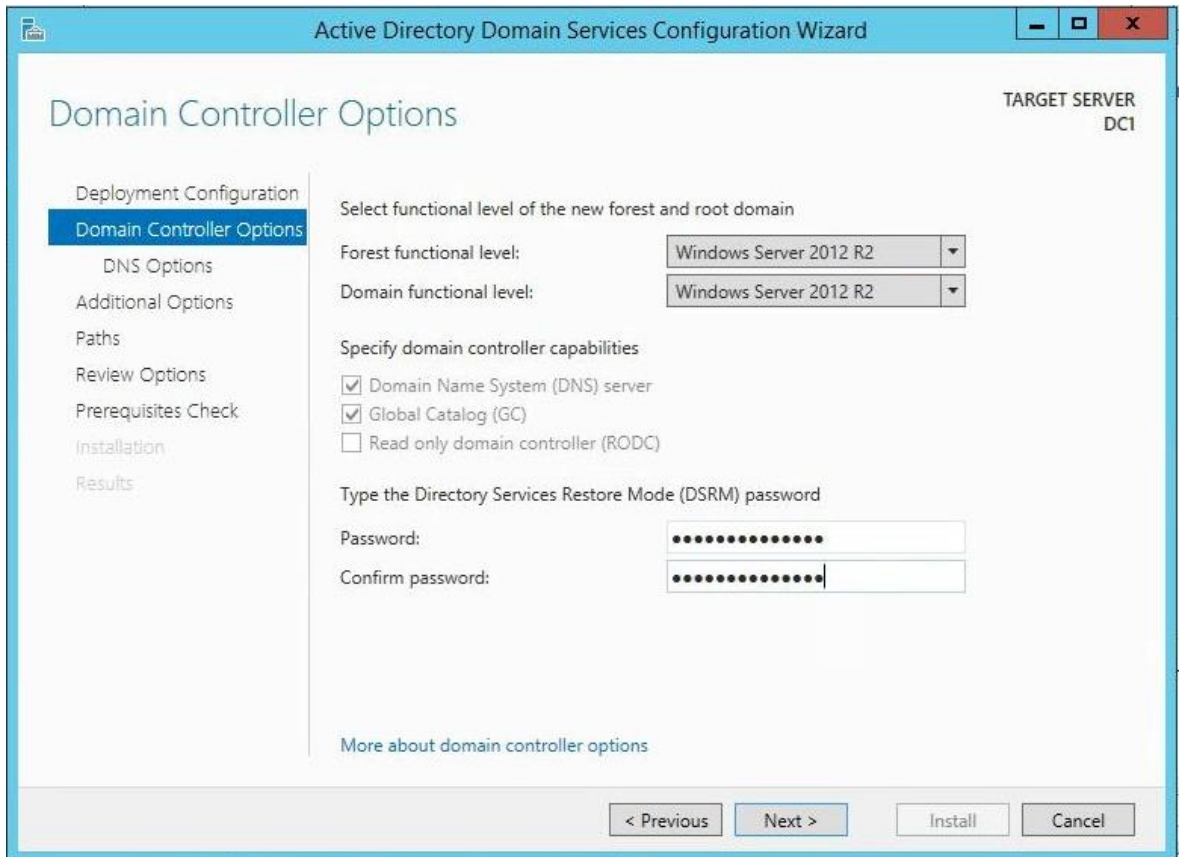 Active Directory Domain Services Configuration Wizard
Domain Controller Options
TARGET SERVER
DC1
Deployment Configuration
Domain Controller Options
DNS Options
Additional Options
Paths
Review Options
Prerequisites Check
Installation
Results
Select functional level of the new forest and root domain
Forest functional level: Windows Server 2012 R2
Domain functional level: Windows Server 2012 R2
Specify domain controller capabilities
Domain Name System (DNS) server
Global Catalog (GC)
Read only domain controller (RODC)
Type the Directory Services Restore Mode (DSRM) password
Password: ••••••••••••••
Confirm password: ••••••••••••••
More about domain controller options
< Previous
Next >
Install
Cancel